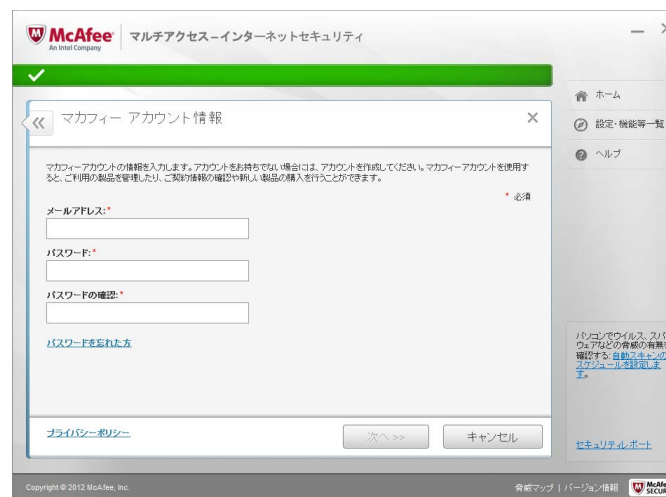 McAfee
An Intel Company
マルチアクセス－インターネットセキュリティ
マカフィー アカウント情報
マカフィーアカウントの情報を入力します。アカウントをお持ちでない場合には、アカウントを作成してください。マカフィーアカウントを使用す
ると、ご利用の製品を管理したり、ご契約情報の確認や新しい製品の購入を行うことができます。
* 必須
メールアドレス:*
パスワード:*
パスワードの確認:*
パスワードを忘れた方
プライバシーポリシー
次へ >>
キャンセル
ホーム
設定・機能等一覧
ヘルプ
パソコンでウイルス、スパ
ウェアなどの脅威の有無
確認する: 自動スキャンの
スケジュールを設定しま
す。
セキュリティレポート
Copyright © 2012 McAfee, Inc.
脅威マップ | バージョン情報
McAfe
SECUR